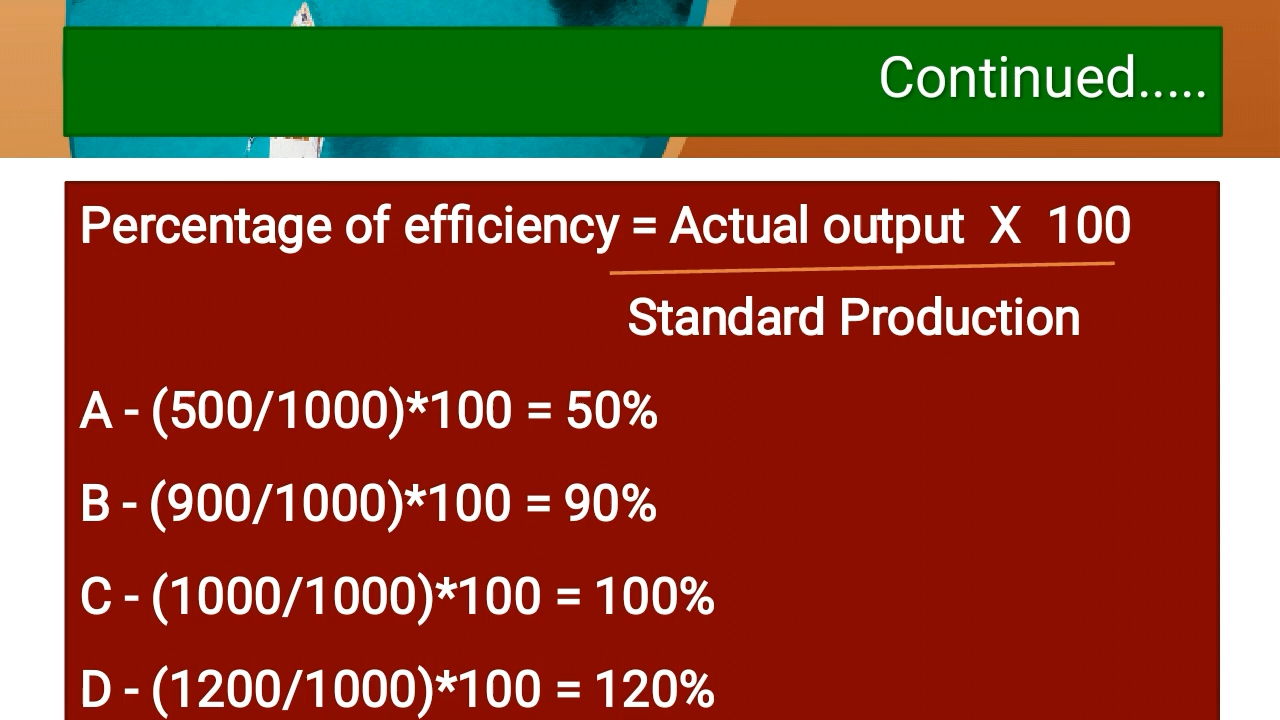 Continued.....
Percentage of efficiency = Actual output X 100
Standard Production
A - (500/1000)*100 = 50%
B - (900/1000)*100 = 90%
C - (1000/1000)*100 = 100%
D - (1200/1000)*100 = 120%